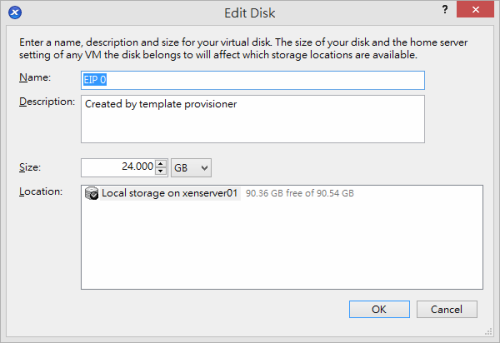 Edit Disk
?
Enter a name, description and size for your virtual disk. The size of your disk and the home server
setting of any VM the disk belongs to will affect which storage locations are available.
Name: EIP 0
Description: Created by template provisioner
Size: 24.000 GB
Location: Local storage on xenserver01 90.36 GB free of 90.54 GB
OK Cancel